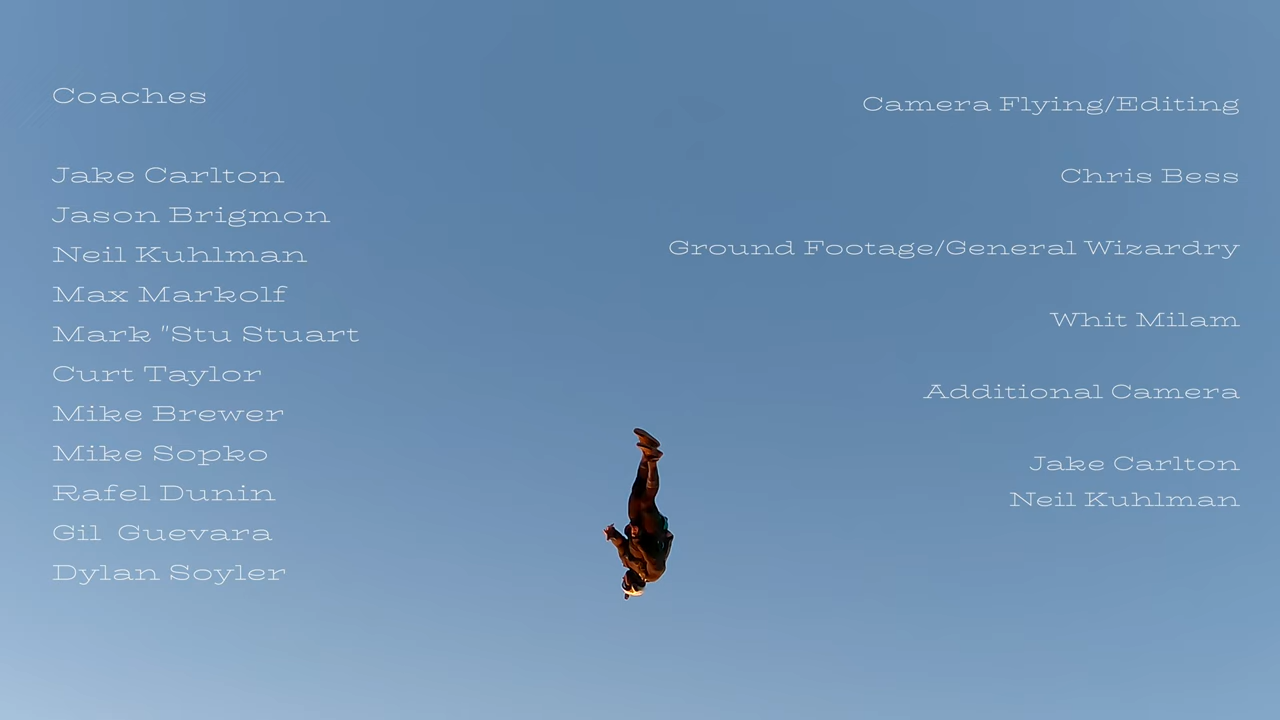 Coaches
Jake Carlton
Jason Brigmon
Neil Kuhlman
Max Markolf
Mark "Stu Stuart
Curt Taylor
Mike Brewer
Mike Sopko
Rafel Dunin
Gil  Guevara
Dylan Soyler
Camera Flying/Editing
Chris Bess
Ground Footage/General Wizardry
Whit Milam
Additional Camera
Jake Carlton
Neil Kuhlman